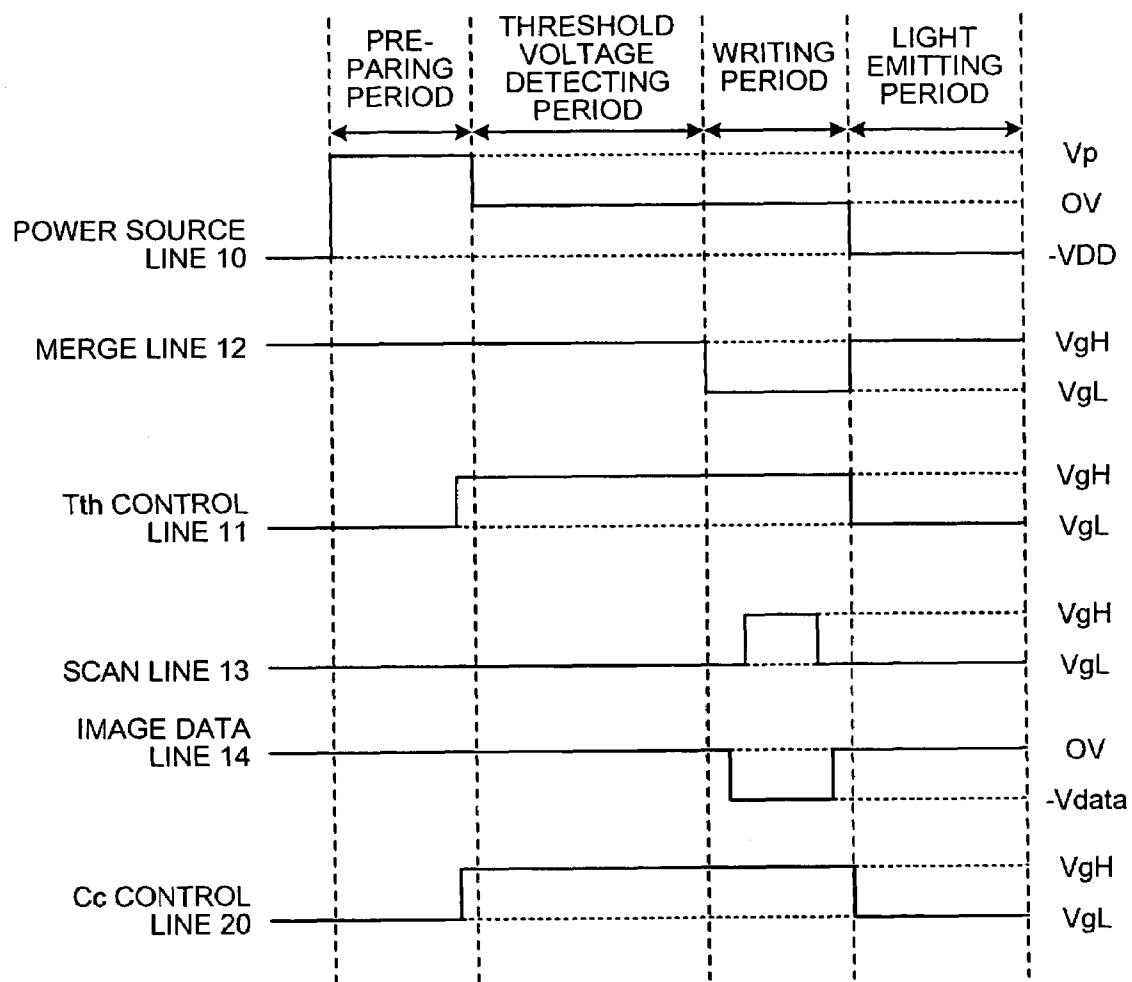 PRE-
PARING
PERIOD
THRESHOLD
VOLTAGE
DETECTING
PERIOD
WRITING
PERIOD
LIGHT
EMITTING
PERIOD
Vp
OV
POWER SOURCE
LINE 10
-VDD
MERGE LINE 12
VgH
VgL
Tth CONTROL
LINE 11
VgH
VgL
VgH
SCAN LINE 13
VgL
IMAGE DATA
LINE 14
OV
-Vdata
Cc CONTROL
LINE 20
VgH
VgL